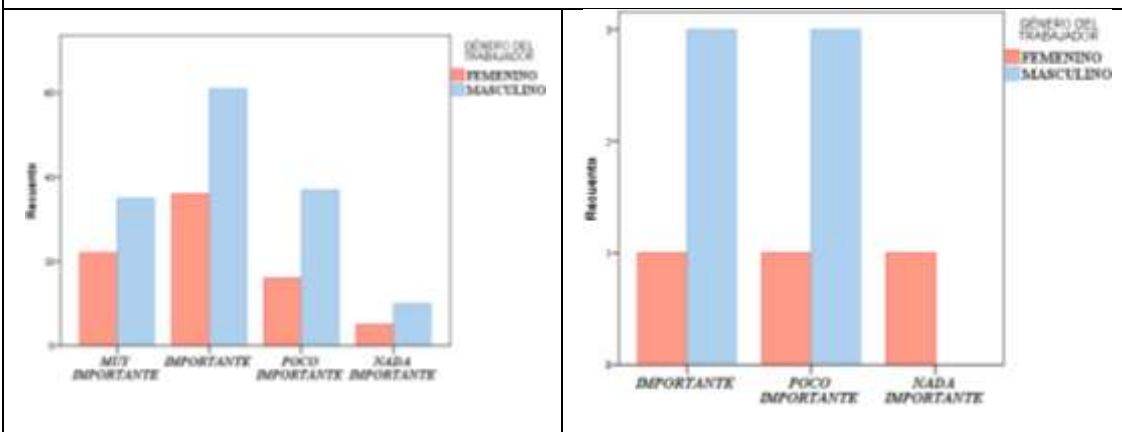 GÉNERO DEL
TRABAJADOR
FEMENINO
MASCULINO
Recuento
60
40
20
0
MUY
IMPORTANTE
IMPORTANTE
POCO
IMPORTANTE
NADA
IMPORTANTE
GÉNERO DEL
TRABAJADOR
FEMENINO
MASCULINO
Recuento
3
2
1
0
IMPORTANTE
POCO
IMPORTANTE
NADA
IMPORTANTE